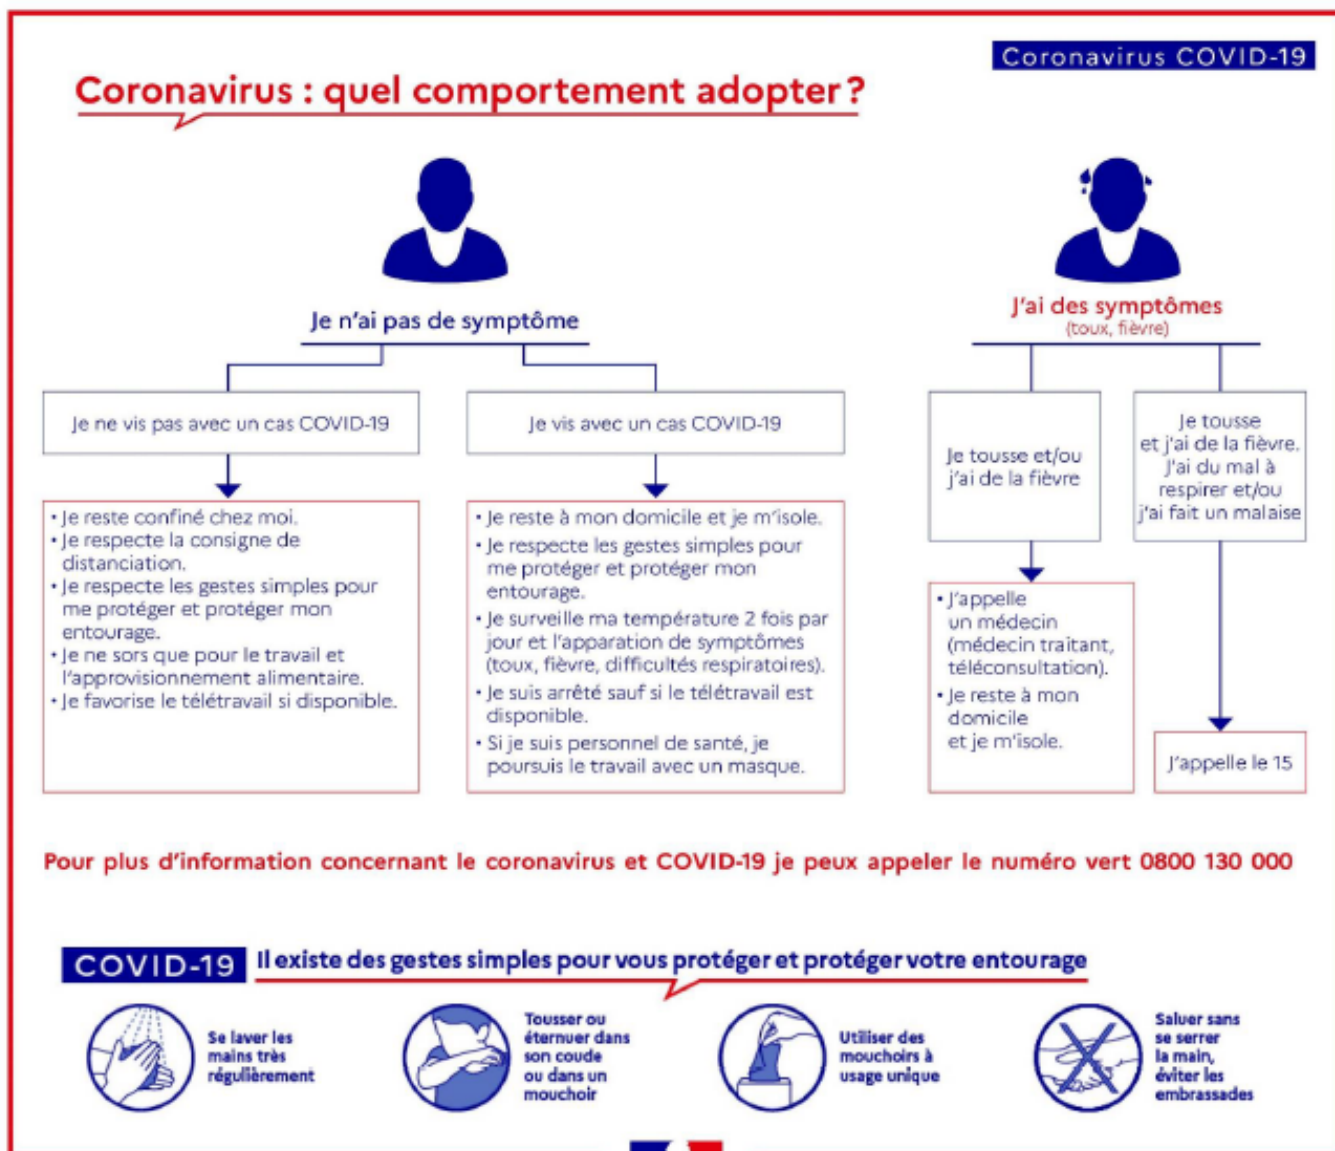 Coronavirus COVID-19
Coronavirus : quel comportement adopter ?
Je n'ai pas de symptôme
Je ne vis pas avec un cas COVID-19
• Je reste confiné chez moi.
• Je respecte la consigne de
distanciation.
• Je respecte les gestes simples pour
me protéger et protéger mon
entourage.
• Je ne sors que pour le travail et
l'approvisionnement alimentaire.
• Je favorise le télétravail si disponible.
Je vis avec un cas COVID-19
• Je reste à mon domicile et je m'isole.
• Je respecte les gestes simples pour
me protéger et protéger mon
entourage.
• Je surveille ma température 2 fois par
jour et l'apparation de symptômes
(toux, fièvre, difficultés respiratoires).
• Je suis arrêté sauf si le télétravail est
disponible.
• Si je suis personnel de santé, je
poursuis le travail avec un masque.
J'ai des symptômes
(toux, fièvre)
Je tousse et/ou
j'ai de la fièvre
• J'appelle
un médecin
(médecin traitant,
téléconsultation).
• Je reste à mon
domicile
et je m'isole.
Je tousse
et j'ai de la fièvre.
J'ai du mal à
respirer et/ou
j'ai fait un malaise
J'appelle le 15
Pour plus d'information concernant le coronavirus et COVID-19 je peux appeler le numéro vert 0800 130 000
COVID-19 Il existe des gestes simples pour vous protéger et protéger votre entourage
Se laver les
mains très
régulièrement
Tousser ou
éternuer dans
son coude
ou dans un
mouchoir
Utiliser des
mouchoirs à
usage unique
Saluer sans
se serrer
la main,
éviter les
embrassades